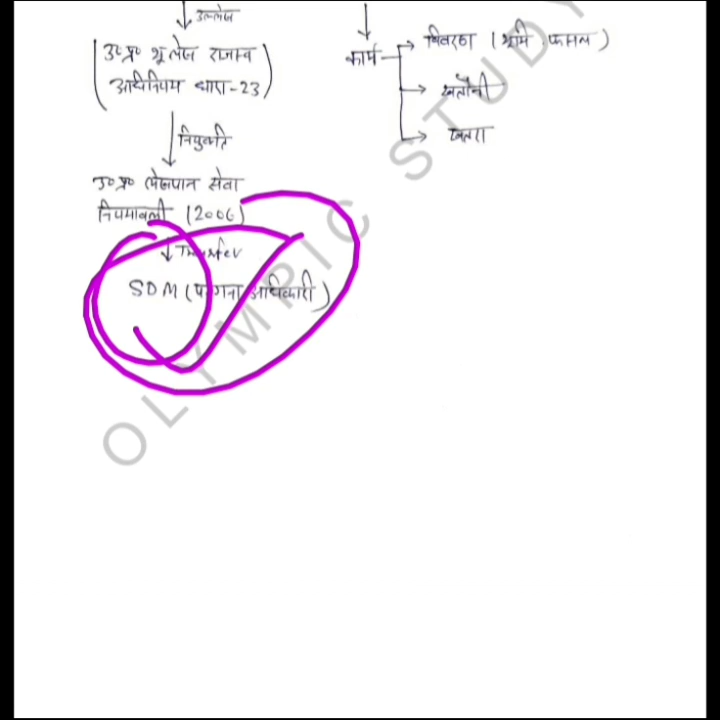 उल्लेख
(उ०प्र० भूलेख राजस्व
अधिनियम धारा-23)
नियुक्ति
उ०प्र० लेखपाल सेवा
नियमावली (2006)
Transfer
SDM (परगना अधिकारी)
कार्य
विवरण (भूमि फसल)
खतौनी
खसरा
OLYMPIC STUDY